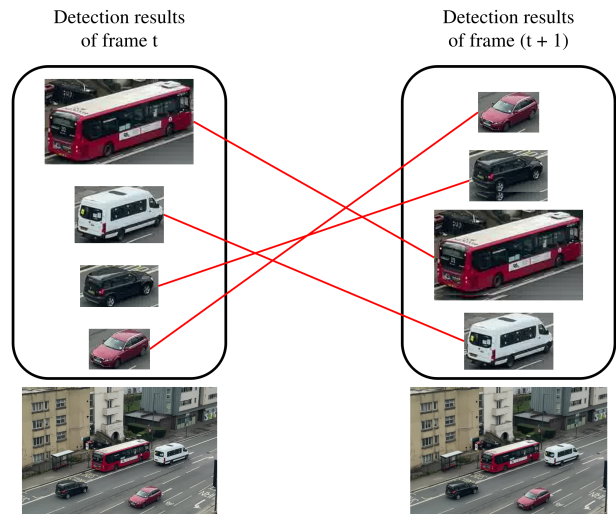 Detection results
of frame t
Detection results
of frame (t + 1)